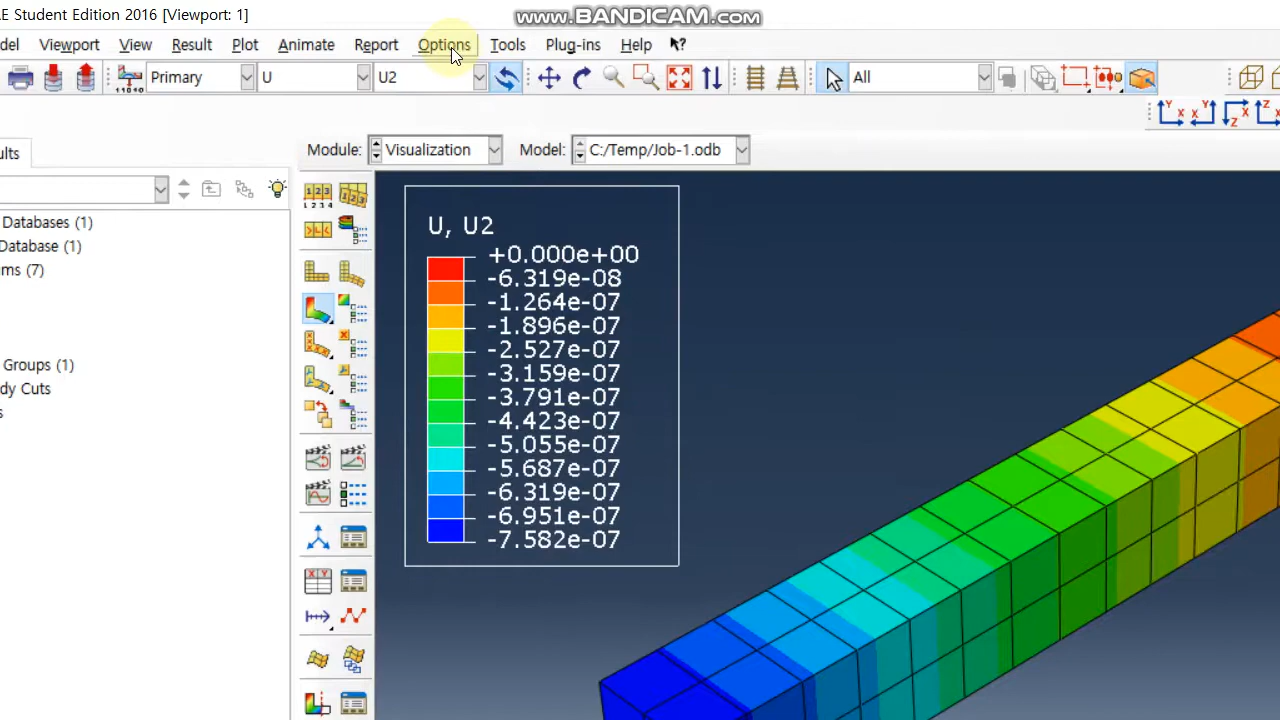 E Student Edition 2016 [Viewport: 1]
www.BANDICAM.com
del Viewport View Result Plot Animate Report Options Tools Plug-ins Help
Primary U U2 All
Module: Visualization Model: C:/Temp/Job-1.odb
ults
Databases (1)
Database (1)
ms (7)
Groups (1)
dy Cuts
s
U, U2
+0.000e+00
-6.319e-08
-1.264e-07
-1.896e-07
-2.527e-07
-3.159e-07
-3.791e-07
-4.423e-07
-5.055e-07
-5.687e-07
-6.319e-07
-6.951e-07
-7.582e-07